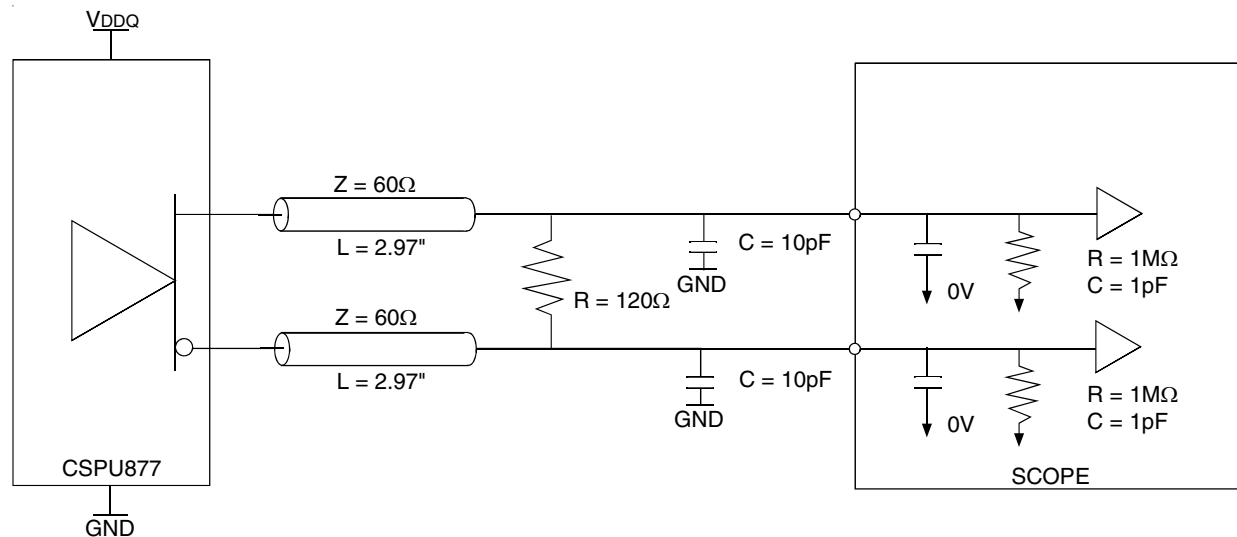 VDDQ
Z = 60Ω
L = 2.97"
C = 10pF
GND
R = 120Ω
0V
R = 1MΩ
C = 1pF
Z = 60Ω
L = 2.97"
C = 10pF
GND
0V
R = 1MΩ
C = 1pF
CSPU877
SCOPE
GND